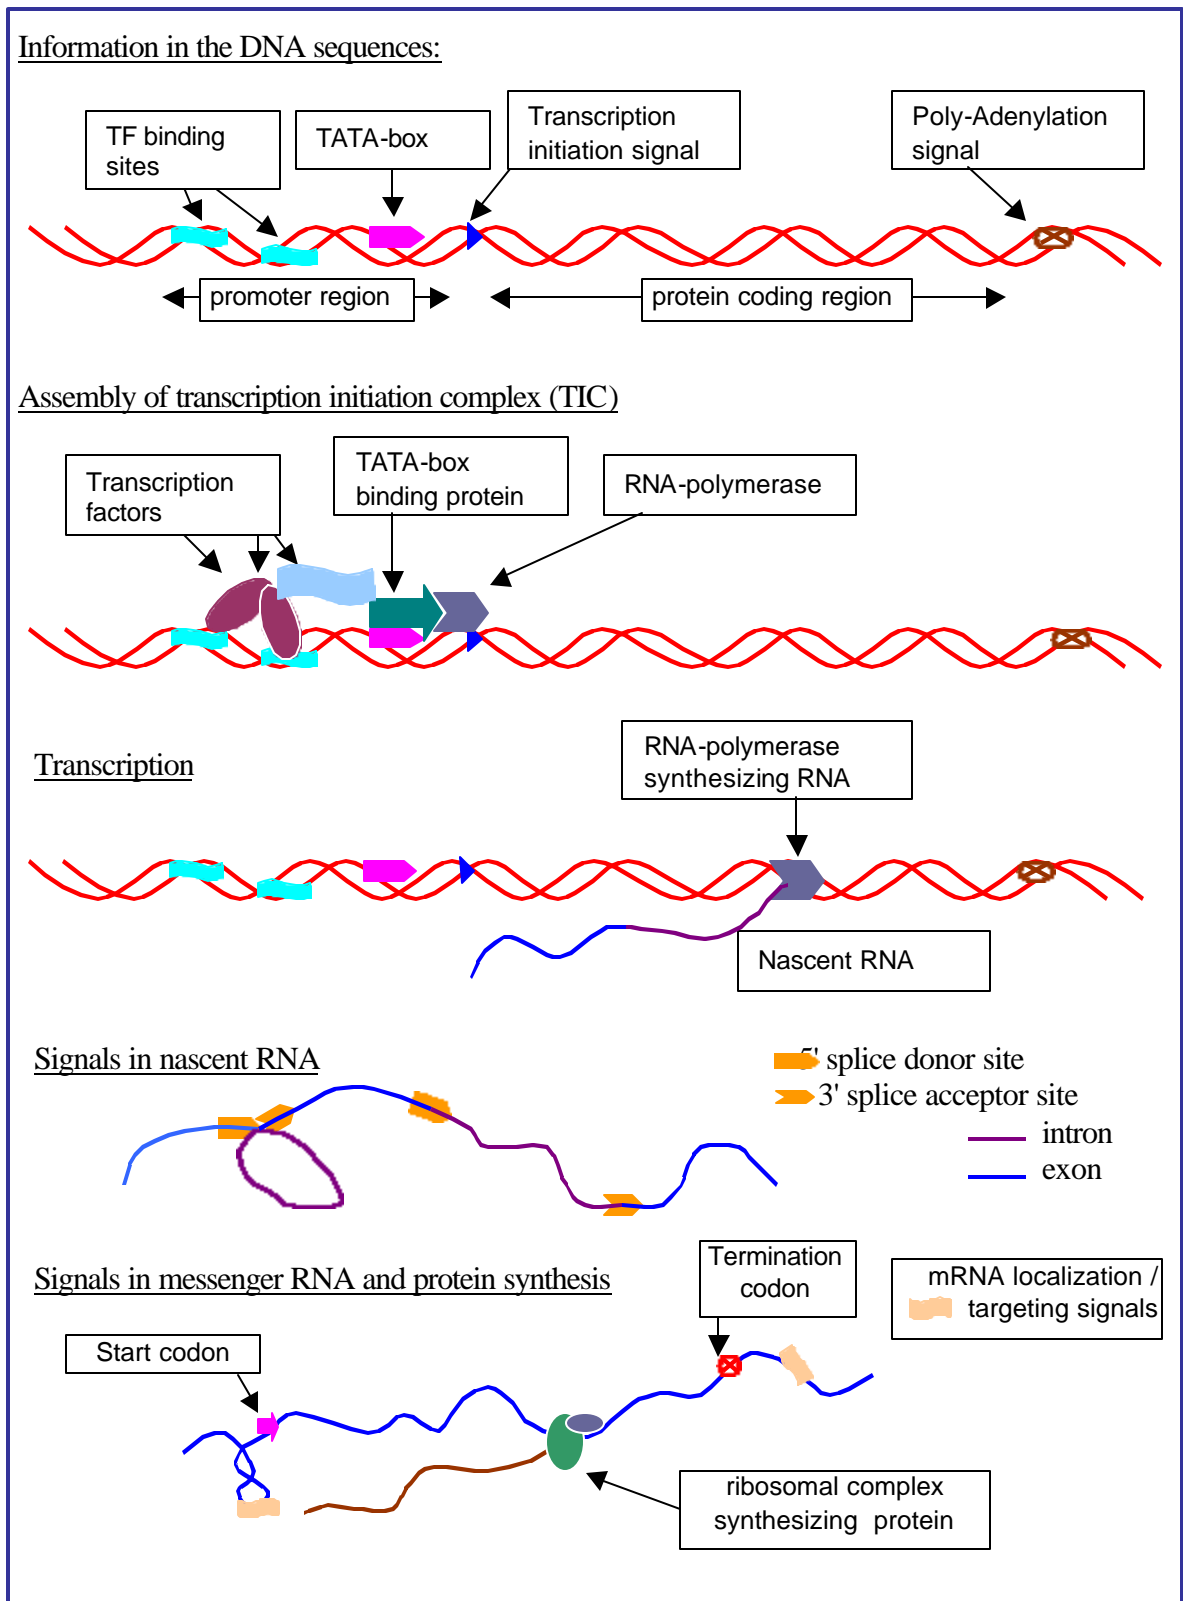 Information in the DNA sequences:
TF binding
sites
TATA-box
Transcription
initiation signal
Poly-Adenylation
signal
promoter region
protein coding region
Assembly of transcription initiation complex (TIC)
Transcription
factors
TATA-box
binding protein
RNA-polymerase
Transcription
RNA-polymerase
synthesizing RNA
Nascent RNA
Signals in nascent RNA
5' splice donor site
3' splice acceptor site
intron
exon
Signals in messenger RNA and protein synthesis
Start codon
Termination
codon
mRNA localization /
targeting signals
ribosomal complex
synthesizing protein